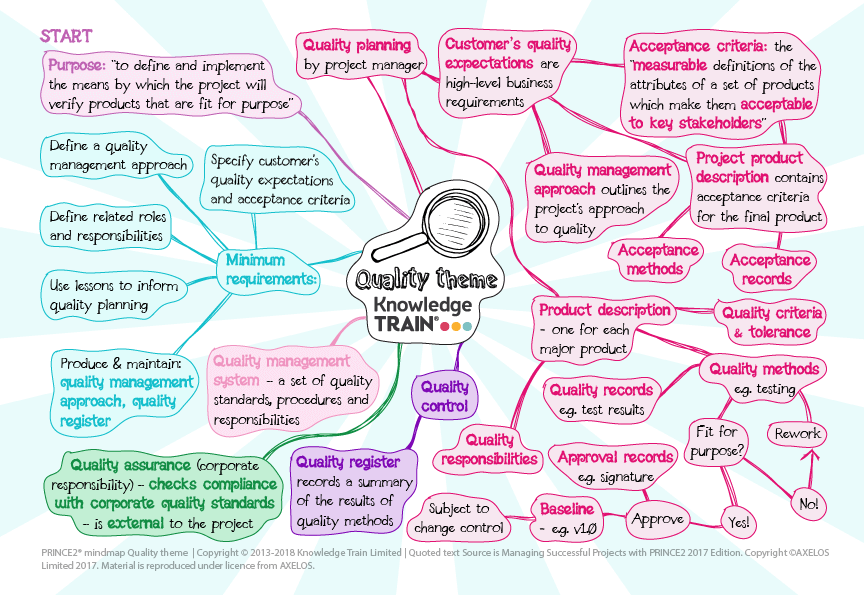 START
Purpose: "to define and implement
the means by which the project will
verify products that are fit for purpose"
Quality planning
by project manager
Customer's quality
expectations are
high-level business
requirements
Acceptance criteria: the
"measurable definitions of the
attributes of a set of products
which make them acceptable
to key stakeholders"
Define a quality
management approach
Specify customer's
quality expectations
and acceptance criteria
Define related roles
and responsibilities
Minimum
requirements:
Use lessons to inform
quality planning
Produce & maintain:
quality management
approach, quality
register
Quality theme
Knowledge
TRAIN®
Quality management
approach outlines the
project's approach
to quality
Project product
description contains
acceptance criteria
for the final product
Acceptance
methods
Acceptance
records
Product description
- one for each
major product
Quality criteria
& tolerance
Quality methods
e.g. testing
Quality records
e.g. test results
Quality
responsibilities
Fit for
purpose?
Rework
No!
Yes!
Approve
Approval records
e.g. signature
Baseline
- e.g. v1.0
Subject to
change control
Quality management
system - a set of quality
standards, procedures and
responsibilities
Quality
control
Quality register
records a summary
of the results of
quality methods
Quality assurance (corporate
responsibility) - checks compliance
with corporate quality standards
- is external to the project
PRINCE2® mindmap Quality theme | Copyright © 2013-2018 Knowledge Train Limited | Quoted text Source is Managing Successful Projects with PRINCE2 2017 Edition. Copyright ©AXELOS
Limited 2017. Material is reproduced under licence from AXELOS.